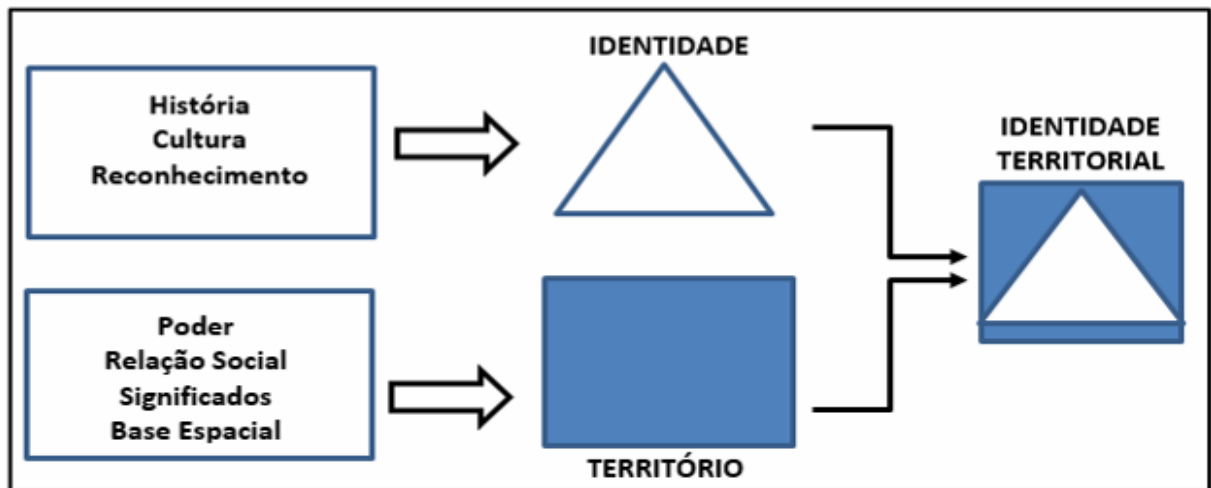 História
Cultura
Reconhecimento
IDENTIDADE
Poder
Relação Social
Significados
Base Espacial
TERRITÓRIO
IDENTIDADE
TERRITORIAL